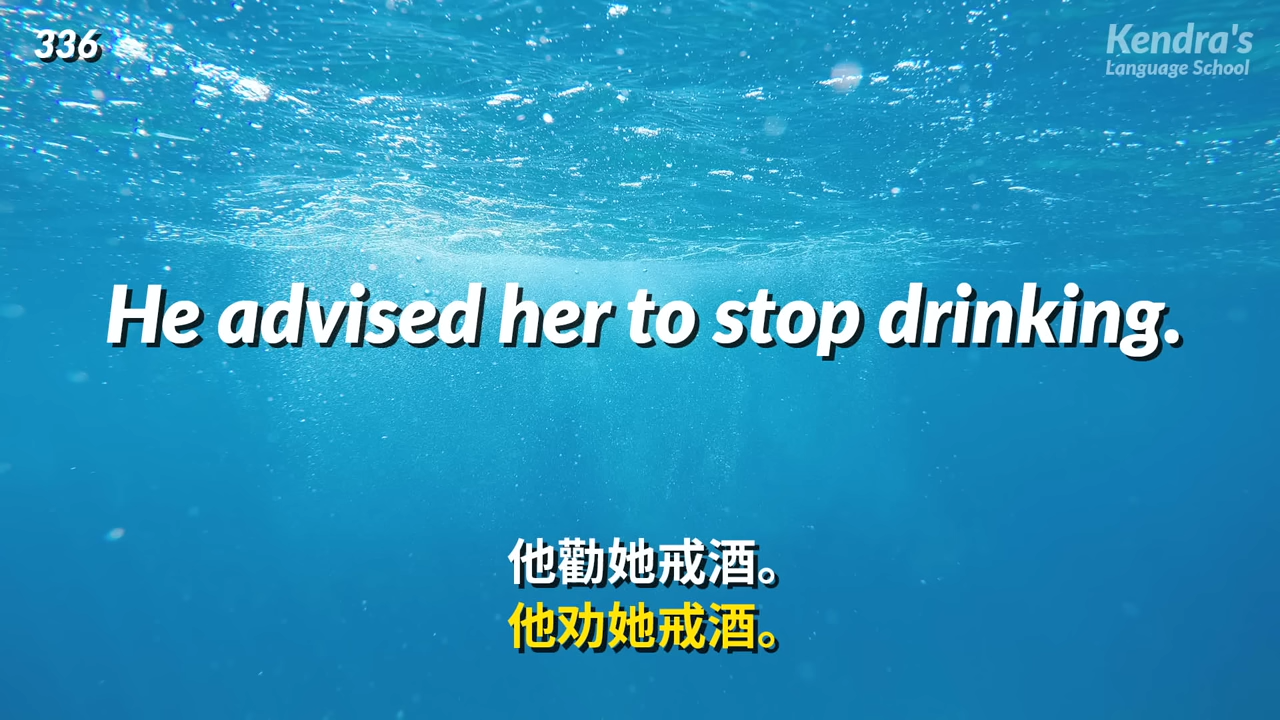 336
Kendra's
Language School
He advised her to stop drinking.
他勸她戒酒。
他劝她戒酒。